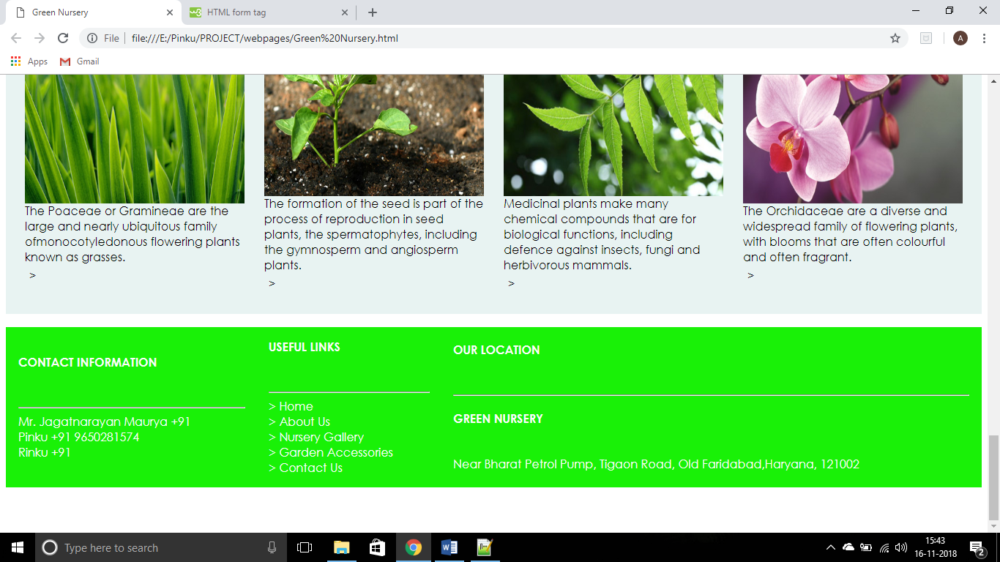 Green Nursery
HTML form tag
File
file:///E:/Pinku/PROJECT/webpages/Green%20Nursery.html
A
Apps
Gmail
The Poaceae or Gramineae are the
large and nearly ubiquitous family
ofmonocotyledonous flowering plants
known as grasses.
>
The formation of the seed is part of the
process of reproduction in seed
plants, the spermatophytes, including
the gymnosperm and angiosperm
plants.
>
Medicinal plants make many
chemical compounds that are for
biological functions, including
defence against insects, fungi and
herbivorous mammals.
>
The Orchidaceae are a diverse and
widespread family of flowering plants,
with blooms that are often colourful
and often fragrant.
>
CONTACT INFORMATION
Mr. Jagatnarayan Maurya +91
Pinku +91 9650281574
Rinku +91
USEFUL LINKS
> Home
> About Us
> Nursery Gallery
> Garden Accessories
> Contact Us
OUR LOCATION
GREEN NURSERY
Near Bharat Petrol Pump, Tigaon Road, Old Faridabad,Haryana, 121002
Type here to search
15:43
16-11-2018
2